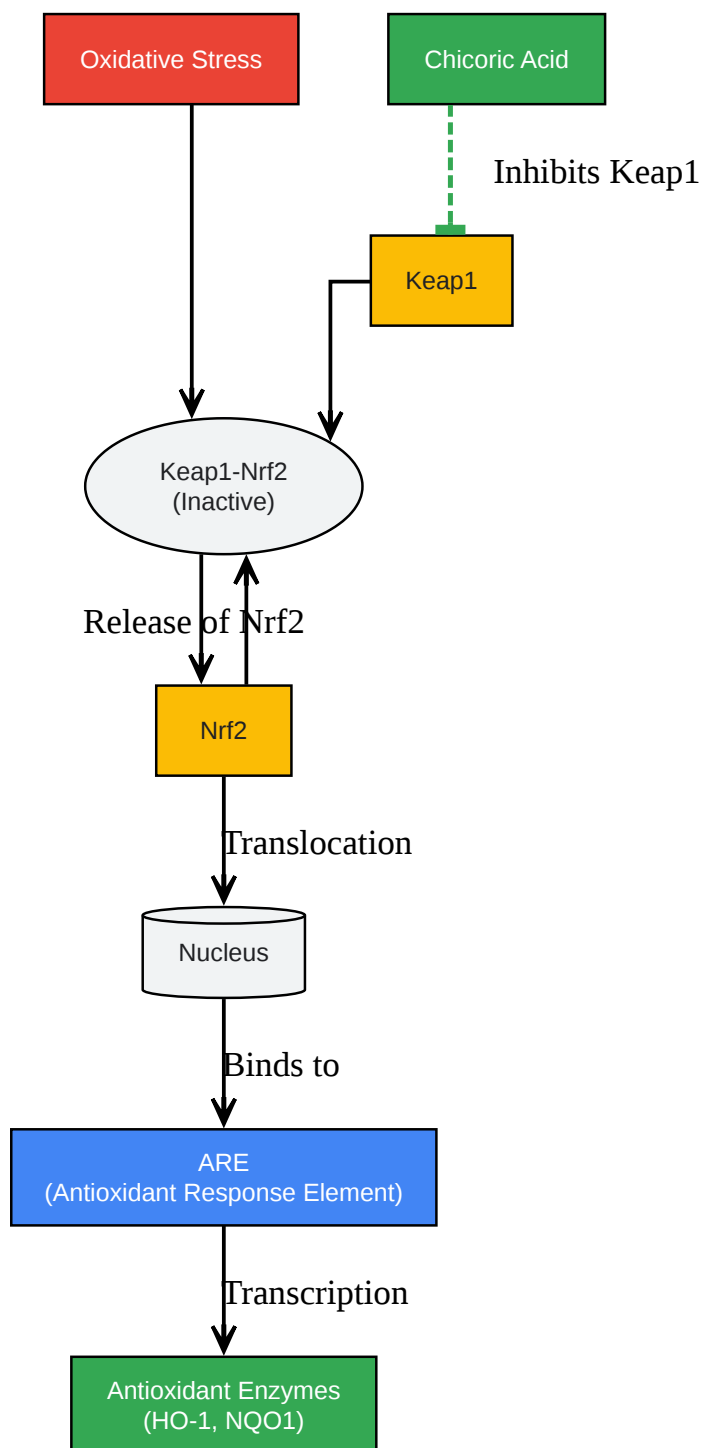 Oxidative Stress
Chicoric Acid
Inhibits Keap1
Keap1
Keap1-Nrf2
(Inactive)
Release of Nrf2
Nrf2
Translocation
Nucleus
Binds to
ARE
(Antioxidant Response Element)
Transcription
Antioxidant Enzymes
(HO-1, NQO1)